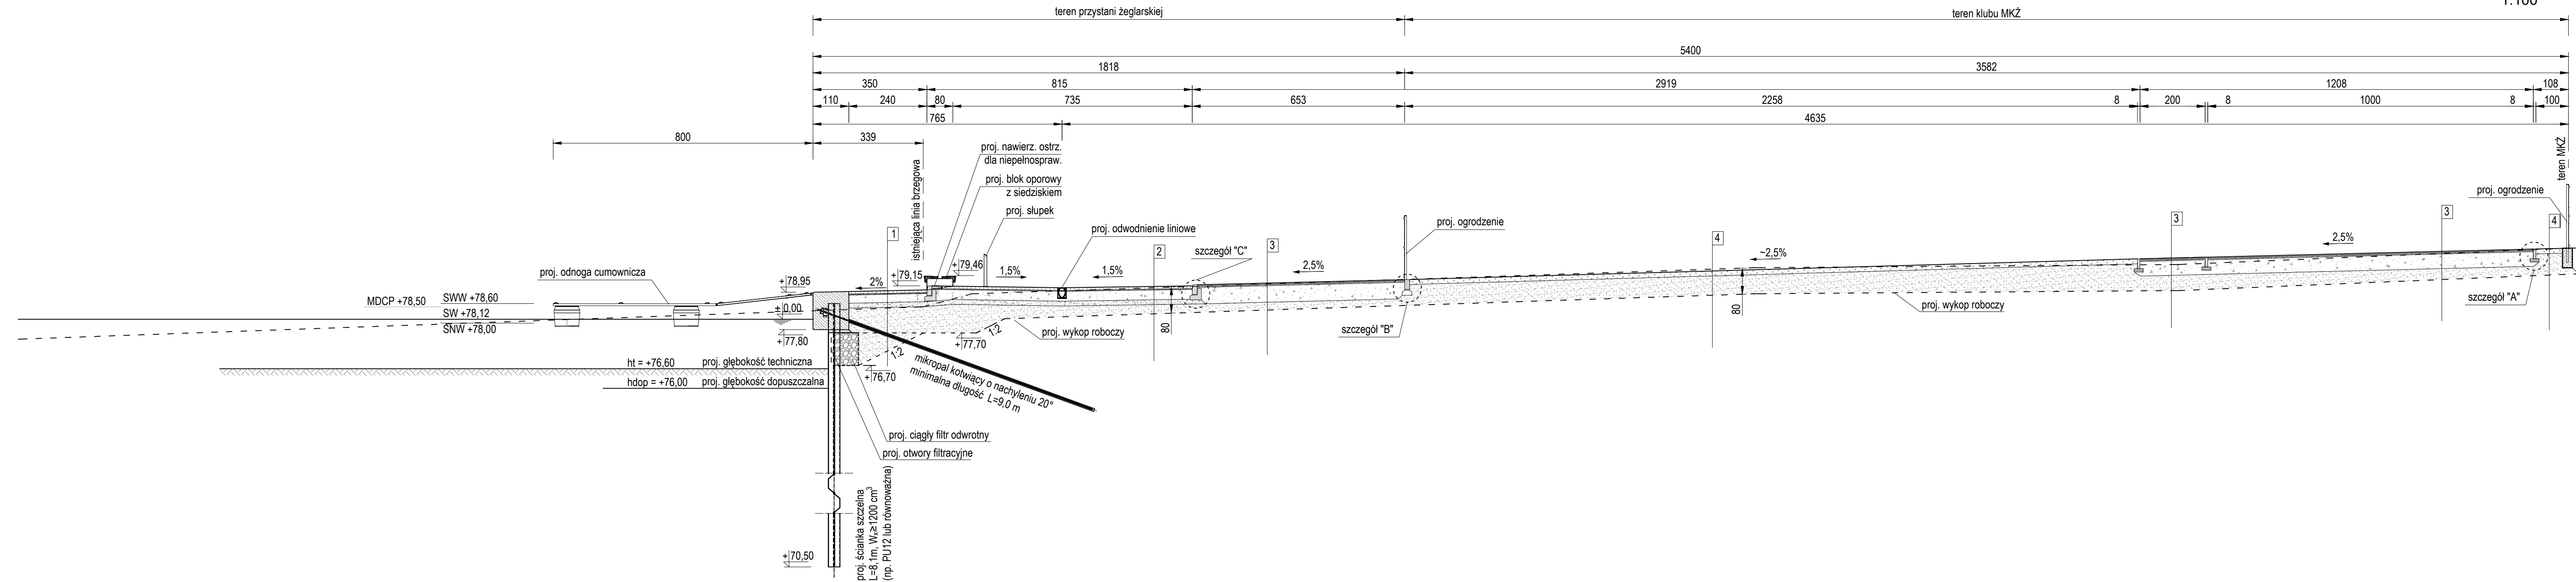 1:100
teren przystani żeglarskiej
teren klubu MKŻ
5400
1818
3582
350
815
2919
1208
108
110
240
80
735
653
2258
8
200
8
1000
8
100
765
4635
800
339
istniejąca linia brzegowa
proj. nawierz. ostrz.
dla niepełnospraw.
proj. blok oporowy
z siedziskiem
proj. słupek
proj. odwodnienie liniowe
szczegół "C"
proj. ogrodzenie
teren MKŻ
proj. ogrodzenie
1
2
3
4
3
3
4
proj. odnoga cumownicza
MDCP +78,50
SWW +78,60
SW +78,12
SNW +78,00
+78,95
±0,00
+77,80
2%
+79,15
+79,46
1,5%
1,5%
2,5%
~2,5%
2,5%
80
80
szczegół "B"
szczegół "A"
proj. wykop roboczy
proj. wykop roboczy
1:2
1:2
+77,70
+76,70
ht = +76,60
proj. głębokość techniczna
hdop = +76,00
proj. głębokość dopuszczalna
mikropal kotwiący o nachyleniu 20°
minimalna długość L=9,0 m
proj. ciągły filtr odwrotny
proj. otwory filtracyjne
proj. ścianka szczelna
L=8,1m, Wₓ≥1200 cm³
(np. PU12 lub równoważna)
+70,50